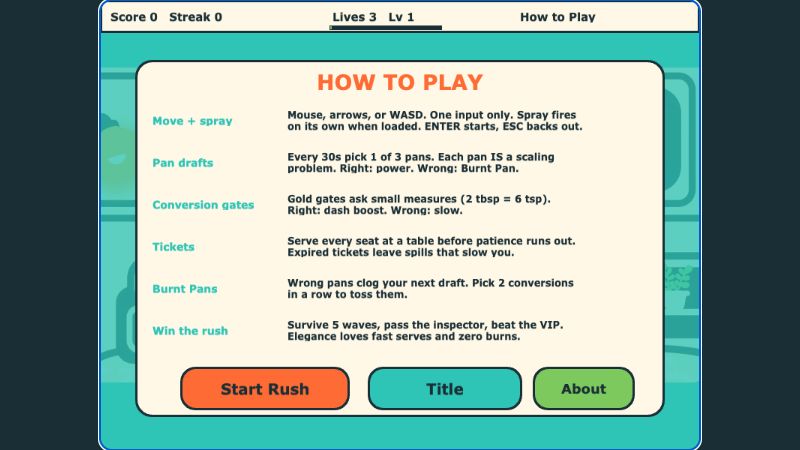 Score 0 Streak 0 Lives 3 Lv 1 How to Play
HOW TO PLAY
Move + spray
Mouse, arrows, or WASD. One input only. Spray fires
on its own when loaded. ENTER starts, ESC backs out.
Pan drafts
Every 30s pick 1 of 3 pans. Each pan IS a scaling
problem. Right: power. Wrong: Burnt Pan.
Conversion gates
Gold gates ask small measures (2 tbsp = 6 tsp).
Right: dash boost. Wrong: slow.
Tickets
Serve every seat at a table before patience runs out.
Expired tickets leave spills that slow you.
Burnt Pans
Wrong pans clog your next draft. Pick 2 conversions
in a row to toss them.
Win the rush
Survive 5 waves, pass the inspector, beat the VIP.
Elegance loves fast serves and zero burns.
Start Rush Title About